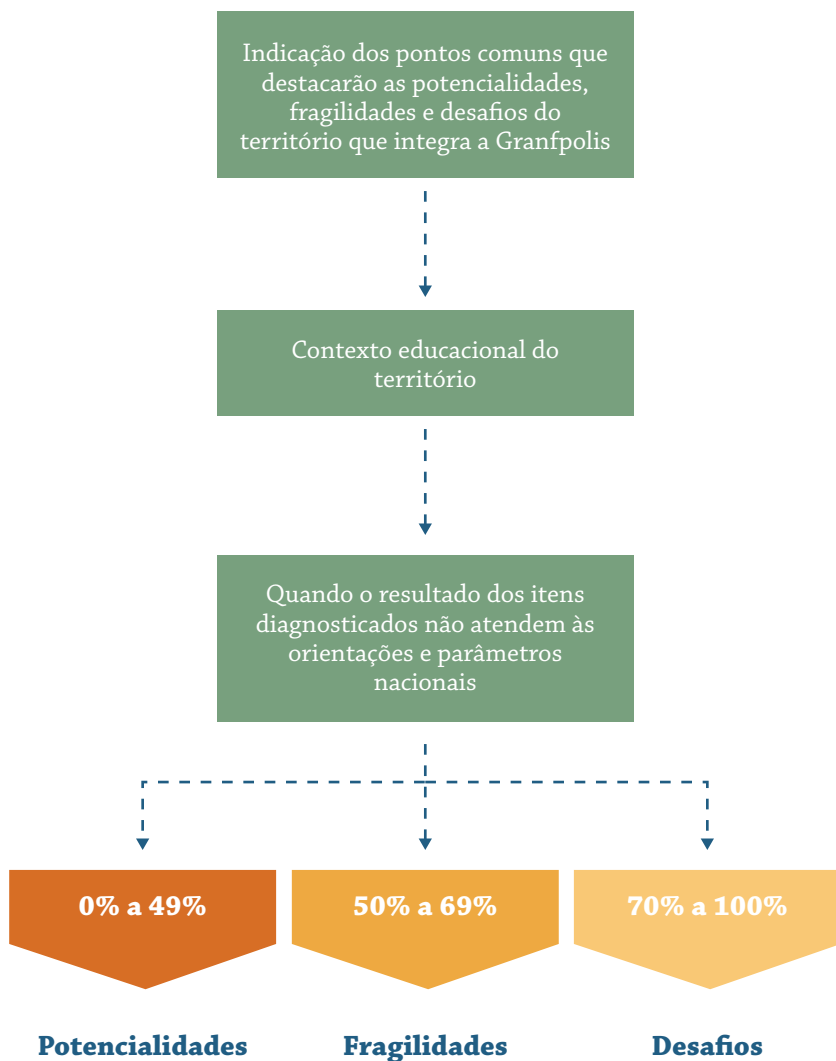 Indicação dos pontos comuns que
destacarão as potencialidades,
fragilidades e desafios do
território que integra a Granfpolis
Contexto educacional do
território
Quando o resultado dos itens
diagnosticados não atendem às
orientações e parâmetros
nacionais
0% a 49%
50% a 69%
70% a 100%
Potencialidades
Fragilidades
Desafios